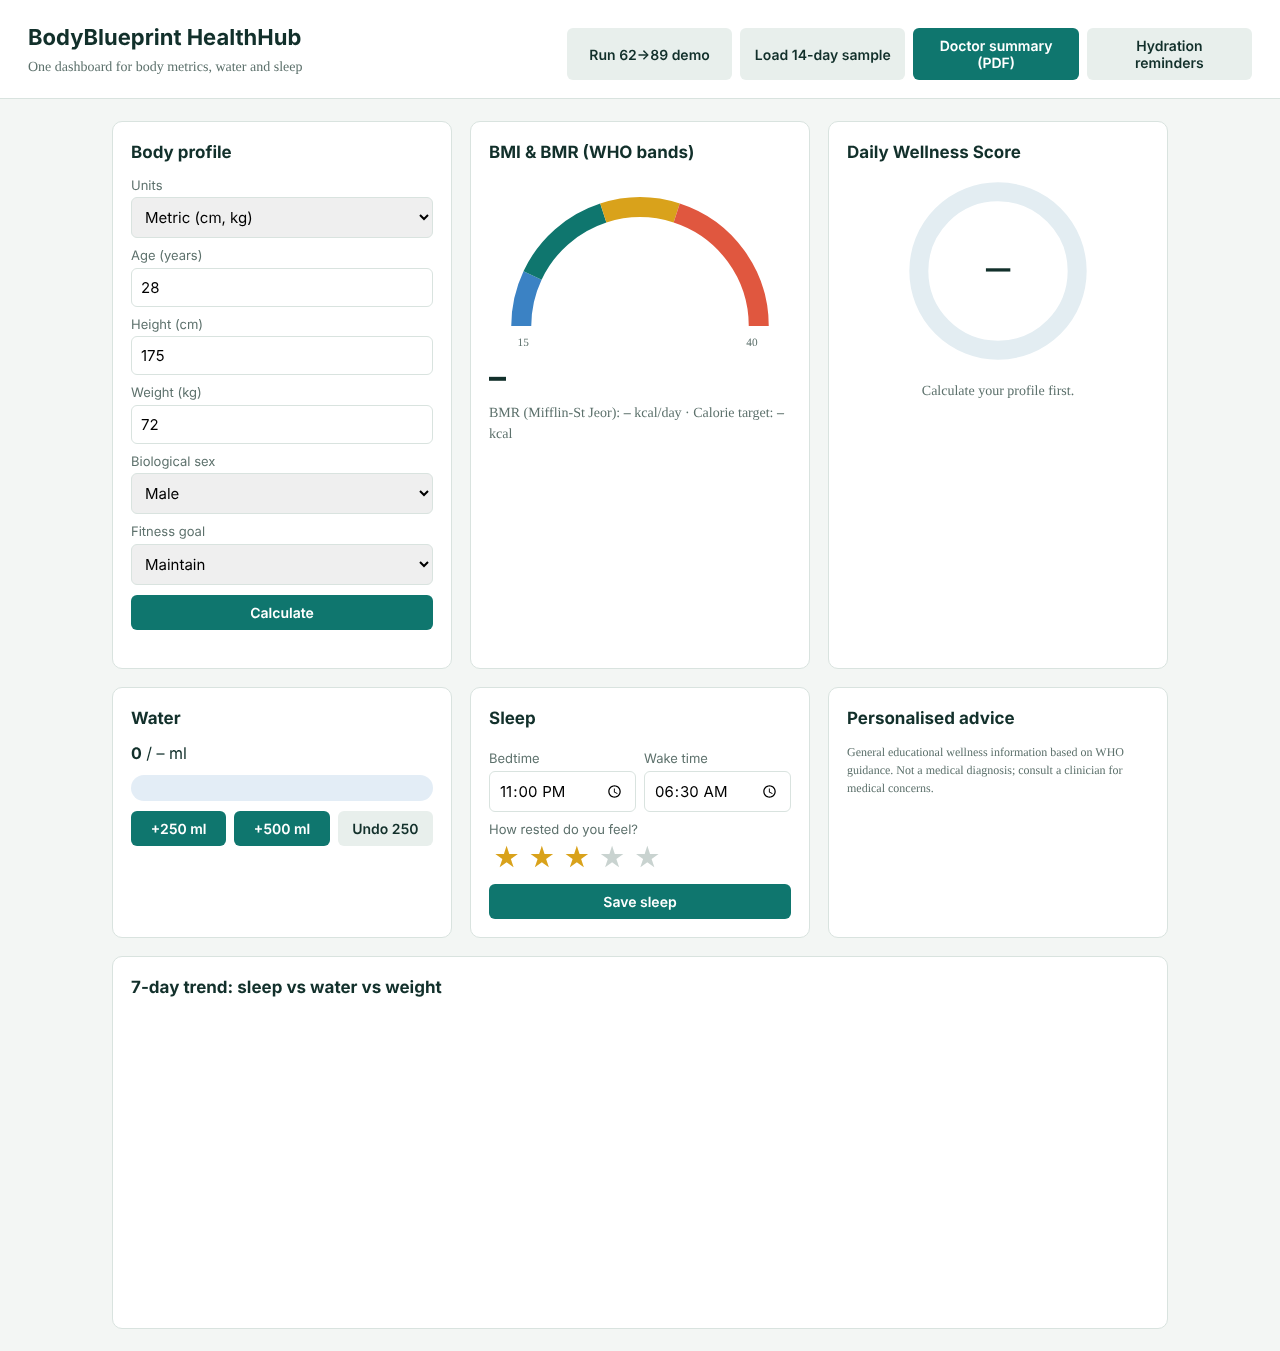 BodyBlueprint HealthHub
One dashboard for body metrics, water and sleep
Run 62→89 demo
Load 14-day sample
Doctor summary
(PDF)
Hydration
reminders
Body profile
Units
Metric (cm, kg)
Age (years)
28
Height (cm)
175
Weight (kg)
72
Biological sex
Male
Fitness goal
Maintain
Calculate
BMI & BMR (WHO bands)
15
40
–
BMR (Mifflin-St Jeor): – kcal/day · Calorie target: –
kcal
Daily Wellness Score
—
Calculate your profile first.
Water
0 / – ml
+250 ml
+500 ml
Undo 250
Sleep
Bedtime
Wake time
11:00 PM
06:30 AM
How rested do you feel?
★ ★ ★ ★ ★
Save sleep
Personalised advice
General educational wellness information based on WHO
guidance. Not a medical diagnosis; consult a clinician for
medical concerns.
7-day trend: sleep vs water vs weight